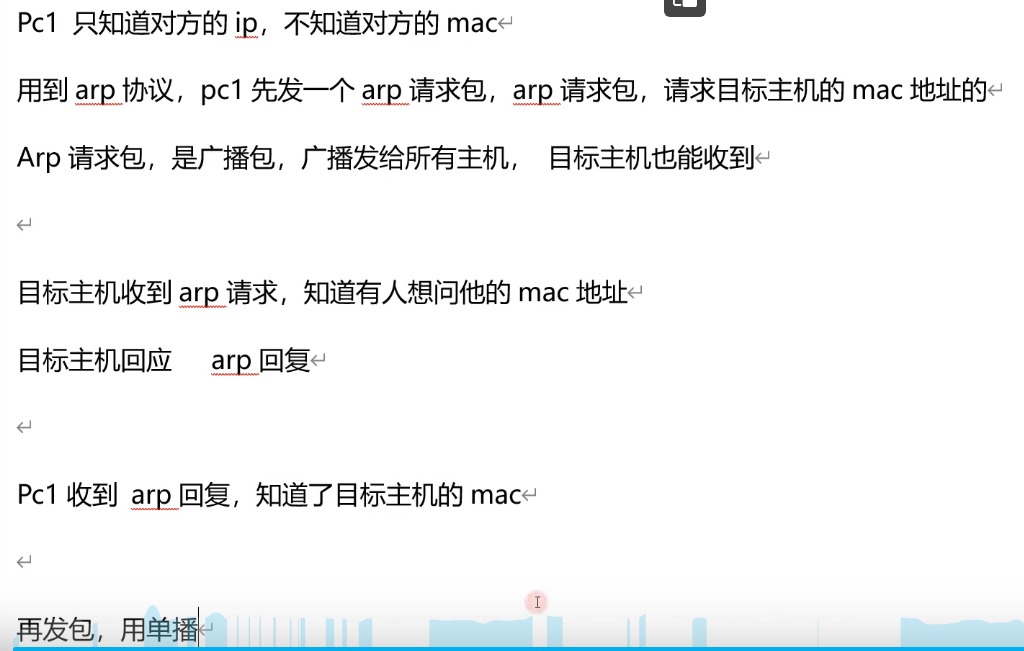 Pc1 只知道对方的 ip，不知道对方的 mac
用到 arp 协议，pc1 先发一个 arp 请求包，arp 请求包，请求目标主机的 mac 地址的
Arp 请求包，是广播包，广播发给所有主机， 目标主机也能收到
目标主机收到 arp 请求，知道有人想问他的 mac 地址
目标主机回应 arp 回复
Pc1 收到 arp 回复，知道了目标主机的 mac
再发包，用单播